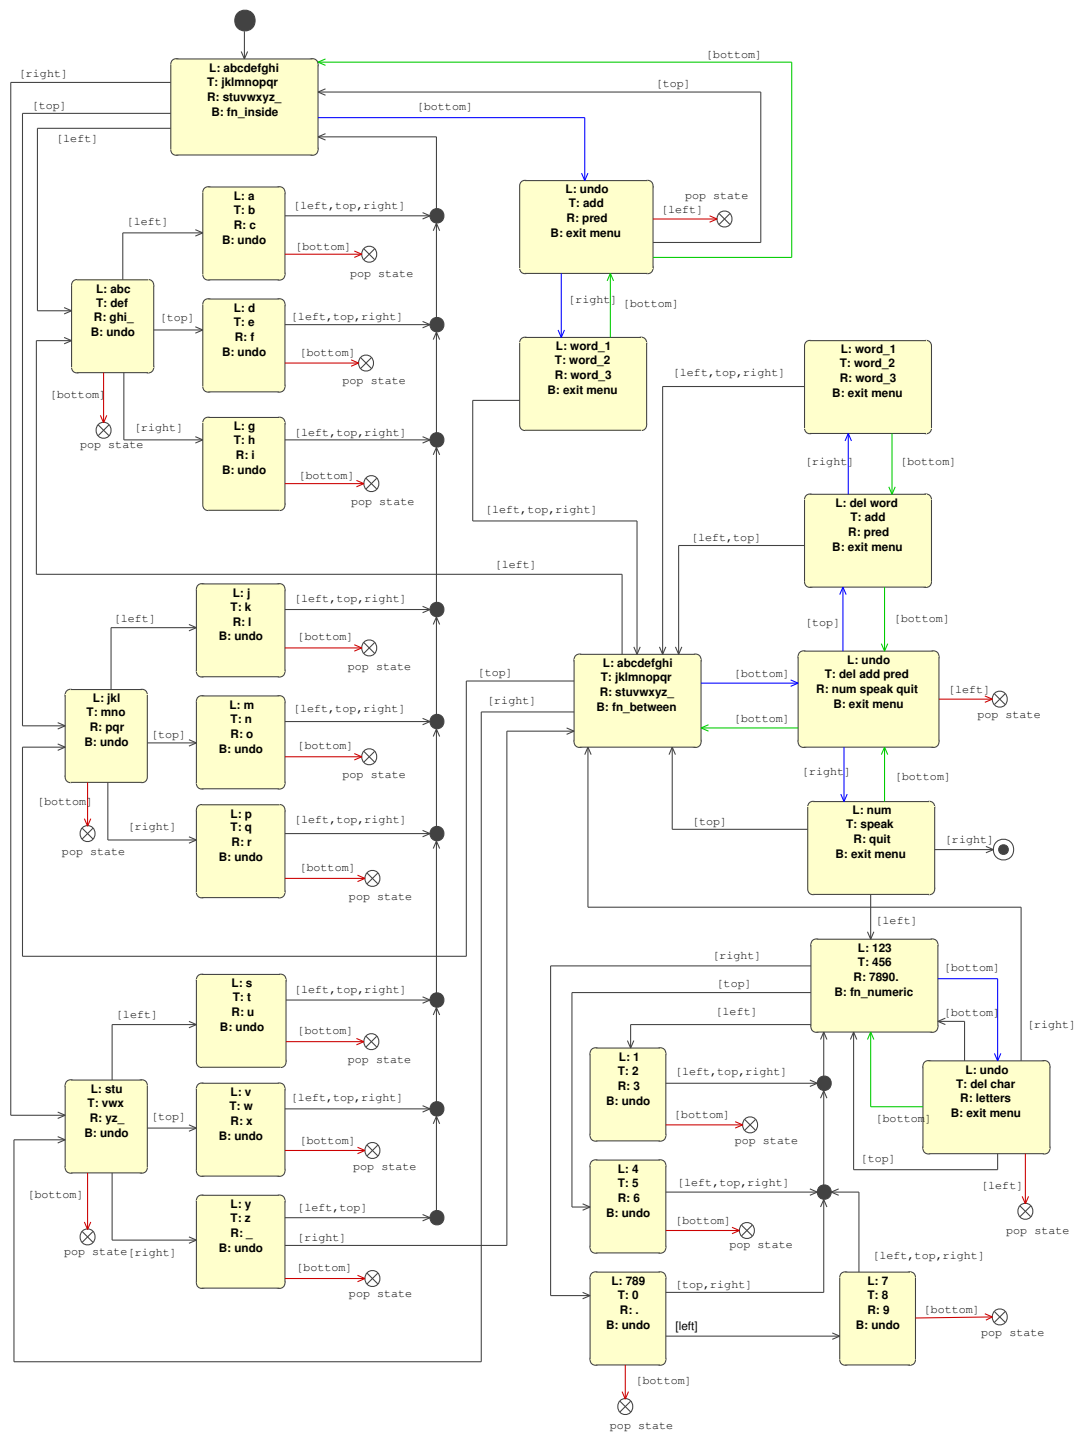 L: abcdefghi
T: jklmnopqr
R: stuvwxyz_
B: fn_inside
[right]
[top]
[left]
[bottom]
[top]
[bottom]
L: undo
T: add
R: pred
B: exit menu
pop state
[left]
[right]
[bottom]
L: word_1
T: word_2
R: word_3
B: exit menu
[left,top,right]
L: a
T: b
R: c
B: undo
[left,top,right]
[bottom]
pop state
[left]
L: abc
T: def
R: ghi_
B: undo
[top]
[bottom]
pop state
[right]
L: d
T: e
R: f
B: undo
[left,top,right]
[bottom]
pop state
L: g
T: h
R: i
B: undo
[left,top,right]
[bottom]
pop state
L: word_1
T: word_2
R: word_3
B: exit menu
[left,top,right]
[right]
[bottom]
L: del word
T: add
R: pred
B: exit menu
[left,top]
[top]
[bottom]
[left]
L: j
T: k
R: l
B: undo
[left,top,right]
[bottom]
pop state
[left]
L: jkl
T: mno
R: pqr
B: undo
[top]
[bottom]
pop state
[right]
L: m
T: n
R: o
B: undo
[left,top,right]
[bottom]
pop state
L: p
T: q
R: r
B: undo
[left,top,right]
[bottom]
pop state
[top]
[right]
L: abcdefghi
T: jklmnopqr
R: stuvwxyz_
B: fn_between
[bottom]
[bottom]
L: undo
T: del add pred
R: num speak quit
B: exit menu
[left]
pop state
[right]
[bottom]
L: num
T: speak
R: quit
B: exit menu
[top]
[right]
[left]
L: s
T: t
R: u
B: undo
[left,top,right]
[bottom]
pop state
[left]
L: stu
T: vwx
R: yz_
B: undo
[top]
[bottom]
pop state
[right]
L: v
T: w
R: x
B: undo
[left,top,right]
[bottom]
pop state
L: y
T: z
R: _
B: undo
[left,top]
[right]
[bottom]
pop state
L: 123
T: 456
R: 7890.
B: fn_numeric
[right]
[top]
[left]
[bottom]
[bottom]
[right]
L: undo
T: del char
R: letters
B: exit menu
[bottom]
[top]
[left]
pop state
L: 1
T: 2
R: 3
B: undo
[left,top,right]
[bottom]
pop state
L: 4
T: 5
R: 6
B: undo
[left,top,right]
[bottom]
pop state
L: 789
T: 0
R: .
B: undo
[top,right]
[left]
[bottom]
pop state
[left,top,right]
L: 7
T: 8
R: 9
B: undo
[bottom]
pop state